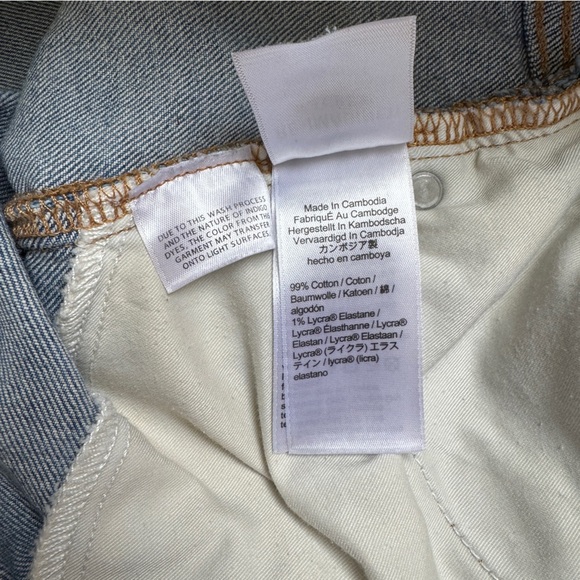 DUE TO THIS WASH PROCESS
AND THE NATURE OF INDIGO
DYES, THE COLOR FROM THE
GARMENT MAY TRANSFER
ONTO LIGHT SURFACES
Made In Cambodia
FabriquÉ Au Cambodge
Hergestellt In Kambodscha
Vervaardigd In Cambodja
カンボジア製
hecho en camboya
99% Cotton / Coton /
Baumwolle / Katoen / 綿 /
algodón
1% Lycra® Elastane /
Lycra® Élasthanne / Lycra®
Elastan / Lycra® Elastaan /
Lycra® (ライクラ) エラス
テイン / lycra® (licra)
elastano